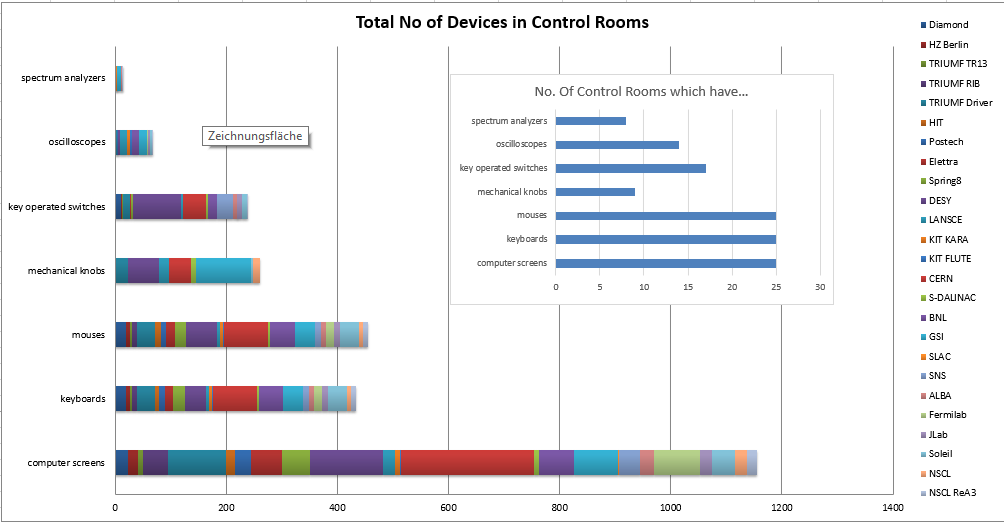 Total No of Devices in Control Rooms
spectrum analyzers
oscilloscopes
key operated switches
mechanical knobs
mouses
keyboards
computer screens
0 200 400 600 800 1000 1200 1400
Zeichnungsfläche
No. Of Control Rooms which have...
spectrum analyzers
oscilloscopes
key operated switches
mechanical knobs
mouses
keyboards
computer screens
0 5 10 15 20 25 30
Diamond
HZ Berlin
TRIUMF TR13
TRIUMF RIB
TRIUMF Driver
HIT
Postech
Elettra
Spring8
DESY
LANSCE
KIT KARA
KIT FLUTE
CERN
S-DALINAC
BNL
GSI
SLAC
SNS
ALBA
Fermilab
JLab
Soleil
NSCL
NSCL ReA3